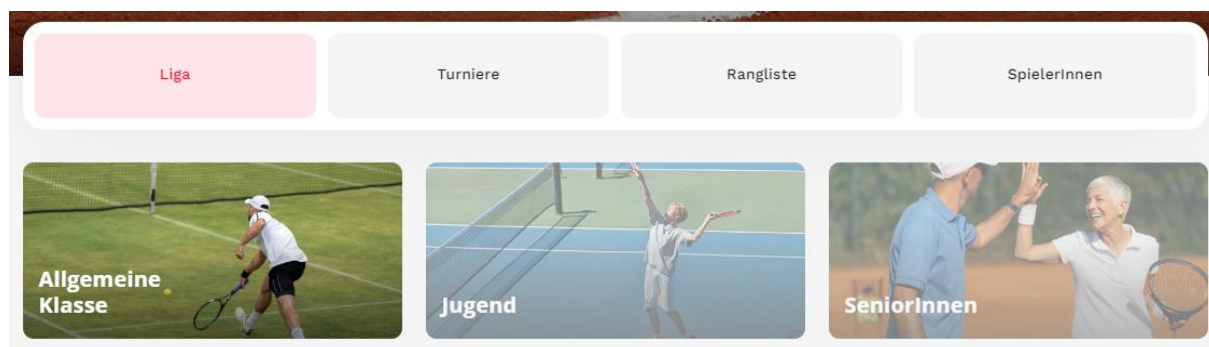 Liga
Turniere
Rangliste
SpielerInnen
Allgemeine
Klasse
Jugend
SeniorInnen